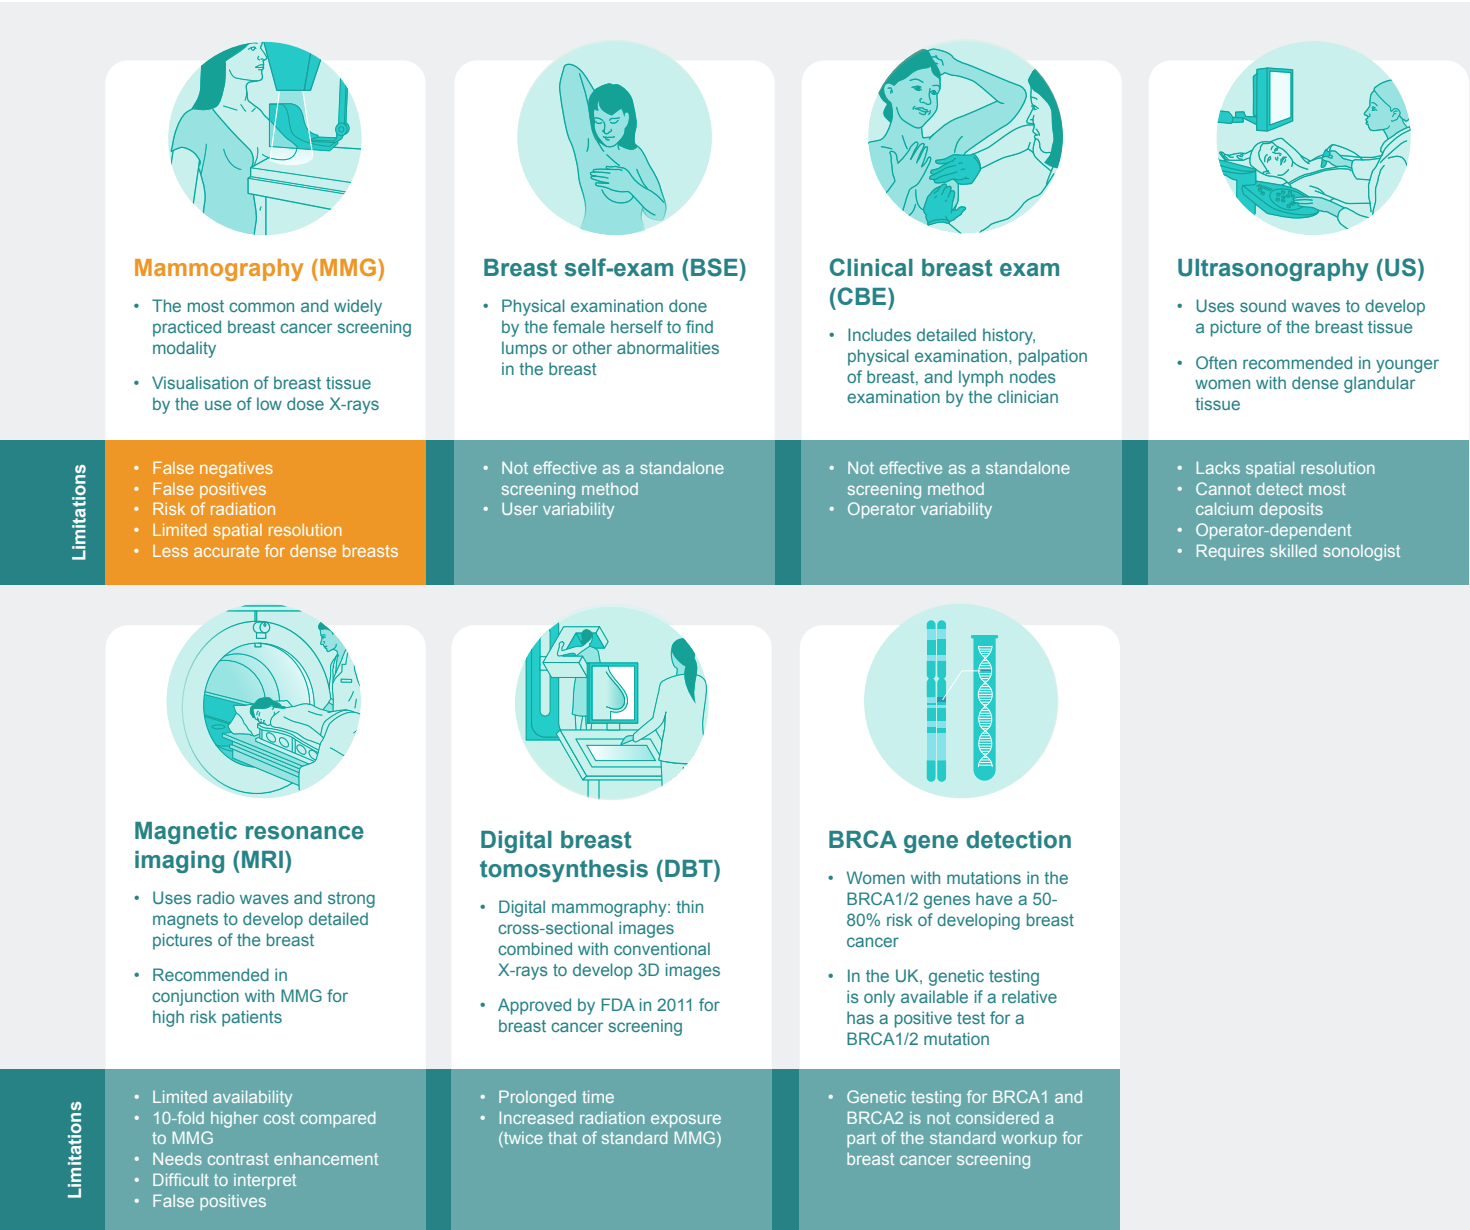 Mammography (MMG)
• The most common and widely
practiced breast cancer screening
modality
• Visualisation of breast tissue
by the use of low dose X-rays
Breast self-exam (BSE)
• Physical examination done
by the female herself to find
lumps or other abnormalities
in the breast
Clinical breast exam
(CBE)
• Includes detailed history,
physical examination, palpation
of breast, and lymph nodes
examination by the clinician
Ultrasonography (US)
• Uses sound waves to develop
a picture of the breast tissue
• Often recommended in younger
women with dense glandular
tissue
Limitations
• False negatives
• False positives
• Risk of radiation
• Limited spatial resolution
• Less accurate for dense breasts
• Not effective as a standalone
screening method
• User variability
• Not effective as a standalone
screening method
• Operator variability
• Lacks spatial resolution
• Cannot detect most
calcium deposits
• Operator-dependent
• Requires skilled sonologist
Magnetic resonance
imaging (MRI)
• Uses radio waves and strong
magnets to develop detailed
pictures of the breast
• Recommended in
conjunction with MMG for
high risk patients
Digital breast
tomosynthesis (DBT)
• Digital mammography: thin
cross-sectional images
combined with conventional
X-rays to develop 3D images
• Approved by FDA in 2011 for
breast cancer screening
BRCA gene detection
• Women with mutations in the
BRCA1/2 genes have a 50-
80% risk of developing breast
cancer
• In the UK, genetic testing
is only available if a relative
has a positive test for a
BRCA1/2 mutation
Limitations
• Limited availability
• 10-fold higher cost compared
to MMG
• Needs contrast enhancement
• Difficult to interpret
• False positives
• Prolonged time
• Increased radiation exposure
(twice that of standard MMG)
• Genetic testing for BRCA1 and
BRCA2 is not considered a
part of the standard workup for
breast cancer screening